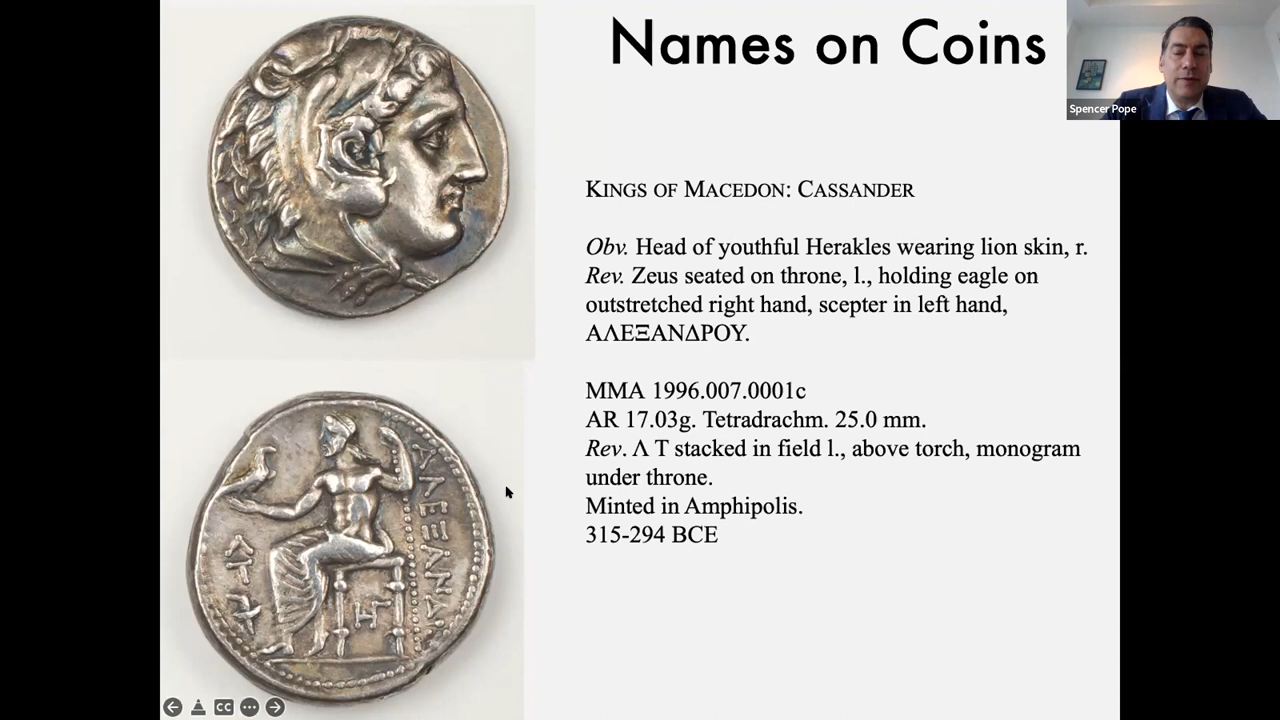 Names on Coins
Spencer Pope
KINGS OF MACEDON: CASSANDER
Obv. Head of youthful Herakles wearing lion skin, r.
Rev. Zeus seated on throne, l., holding eagle on
outstretched right hand, scepter in left hand,
ΑΛΕΞΑΝΔΡΟΥ.
MMA 1996.007.0001c
AR 17.03g. Tetradrachm. 25.0 mm.
Rev. Λ Τ stacked in field l., above torch, monogram
under throne.
Minted in Amphipolis.
315-294 BCE
ΑΛΕΞΑΝΔ
ΛΤ
CC